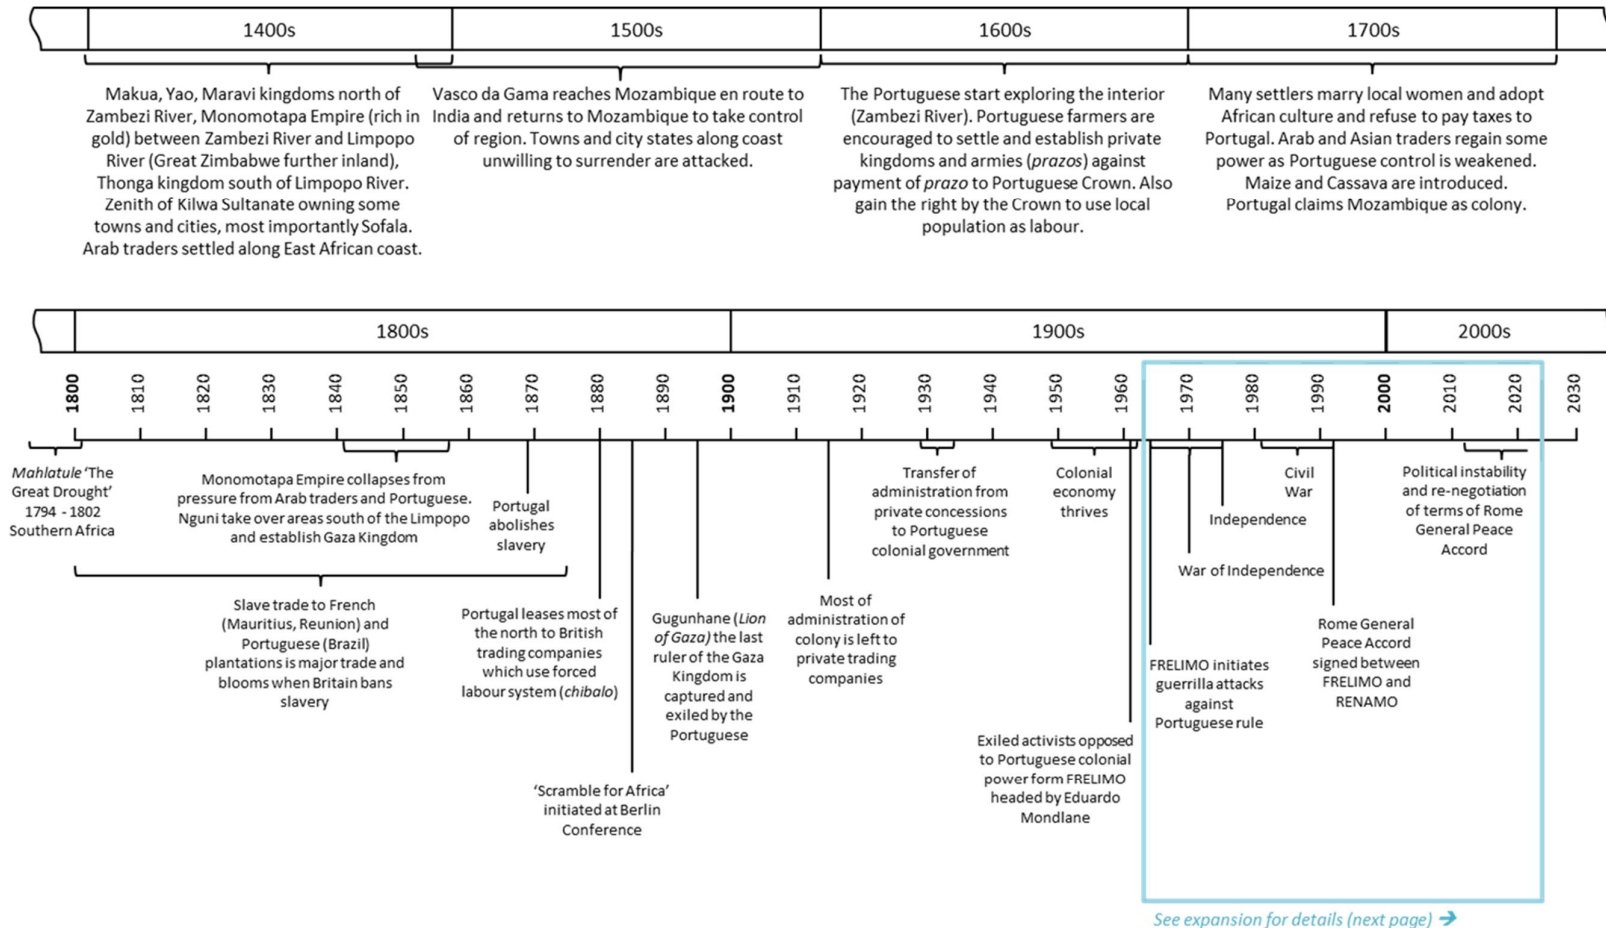 1400s
1500s
1600s
1700s
Makua, Yao, Maravi kingdoms north of
Zambezi River, Monomotapa Empire (rich in
gold) between Zambezi River and Limpopo
River (Great Zimbabwe further inland),
Thonga kingdom south of Limpopo River.
Zenith of Kilwa Sultanate owning some
towns and cities, most importantly Sofala.
Arab traders settled along East African coast.
Vasco da Gama reaches Mozambique en route to
India and returns to Mozambique to take control
of region. Towns and city states along coast
unwilling to surrender are attacked.
The Portuguese start exploring the interior
(Zambezi River). Portuguese farmers are
encouraged to settle and establish private
kingdoms and armies (prazos) against
payment of prazo to Portuguese Crown. Also
gain the right by the Crown to use local
population as labour.
Many settlers marry local women and adopt
African culture and refuse to pay taxes to
Portugal. Arab and Asian traders regain some
power as Portuguese control is weakened.
Maize and Cassava are introduced.
Portugal claims Mozambique as colony.
1800s
1900s
2000s
1800
1810
1820
1830
1840
1850
1860
1870
1880
1890
1900
1910
1920
1930
1940
1950
1960
1970
1980
1990
2000
2010
2020
2030
Mahlatule ‘The
Great Drought’
1794 - 1802
Southern Africa
Monomotapa Empire collapses from
pressure from Arab traders and Portuguese.
Nguni take over areas south of the Limpopo
and establish Gaza Kingdom
Portugal
abolishes
slavery
Transfer of
administration from
private concessions
to Portuguese
colonial government
Colonial
economy
thrives
Civil
War
Independence
War of Independence
Political instability
and re-negotiation
of terms of Rome
General Peace
Accord
Slave trade to French
(Mauritius, Reunion) and
Portuguese (Brazil)
plantations is major trade and
blooms when Britain bans
slavery
Portugal leases most of
the north to British
trading companies
which use forced
labour system (chibalo)
Gugunhane (Lion
of Gaza) the last
ruler of the Gaza
Kingdom is
captured and
exiled by the
Portuguese
Most of
administration of
colony is left to
private trading
companies
FRELIMO initiates
guerrilla attacks
against
Portuguese rule
Rome General
Peace Accord
signed between
FRELIMO and
RENAMO
‘Scramble for Africa’
initiated at Berlin
Conference
Exiled activists opposed
to Portuguese colonial
power form FRELIMO
headed by Eduardo
Mondlane
See expansion for details (next page) →